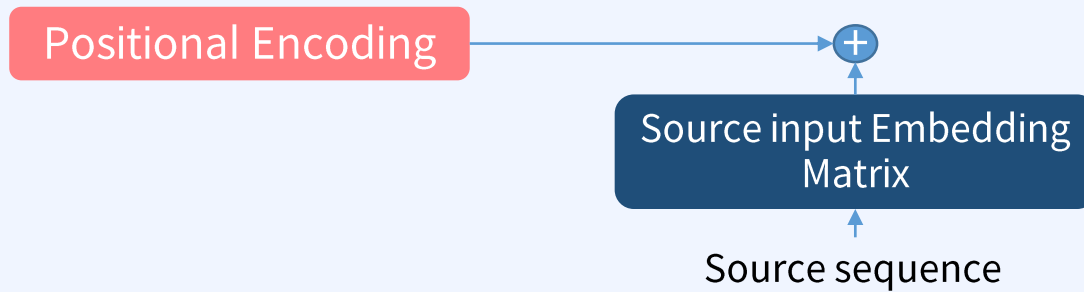 Positional Encoding
+
Source input Embedding
Matrix
Source sequence